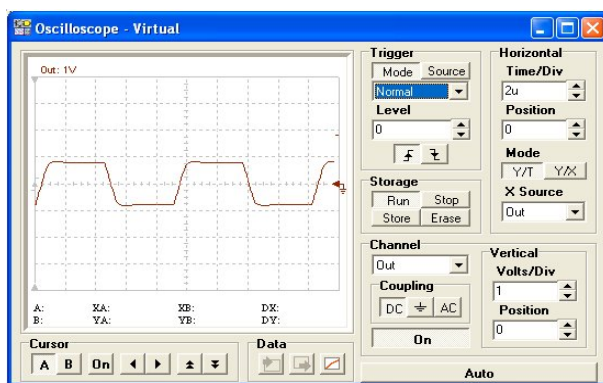 Oscilloscope - Virtual
Out: 1V
A: XA: XB: DX:
B: YA: YB: DY:
Cursor
A B On
Data
Trigger
Mode Source
Normal
Level
0
Storage
Run Stop
Store Erase
Channel
Out
Coupling
DC AC
On
Horizontal
Time/Div
2u
Position
0
Mode
Y/T Y/X
X Source
Out
Vertical
Volts/Div
1
Position
0
Auto